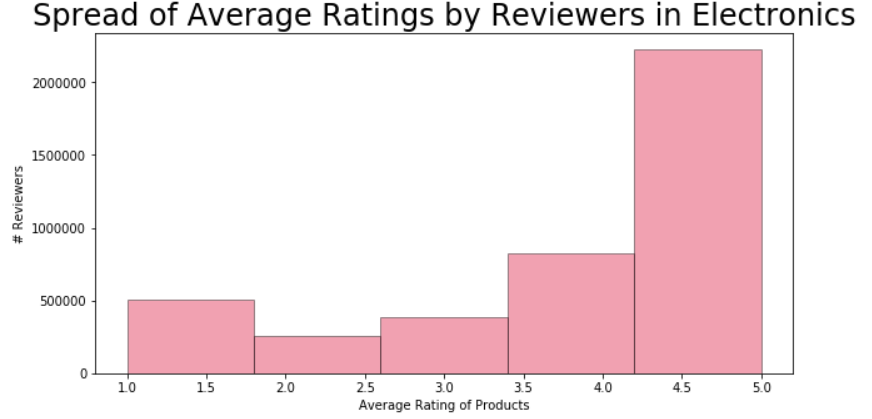 Spread of Average Ratings by Reviewers in Electronics
2000000
1500000
1000000
500000
0
# Reviewers
1.0 1.5 2.0 2.5 3.0 3.5 4.0 4.5 5.0
Average Rating of Products